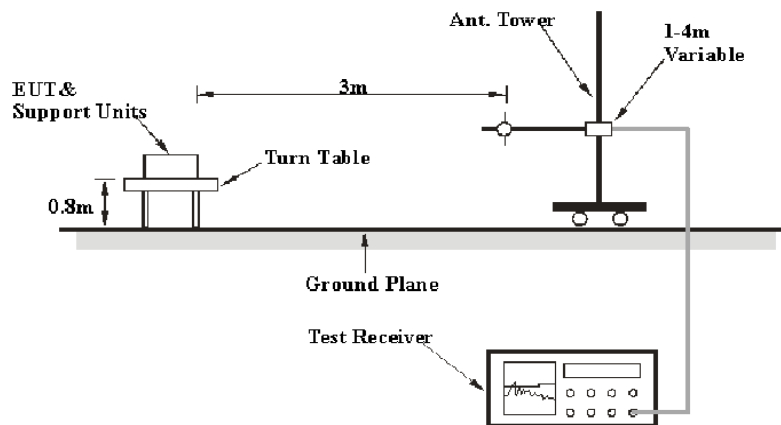 Ant. Tower
1-4m
Variable
3m
EUT&
Support Units
Turn Table
0.8m
Ground Plane
Test Receiver